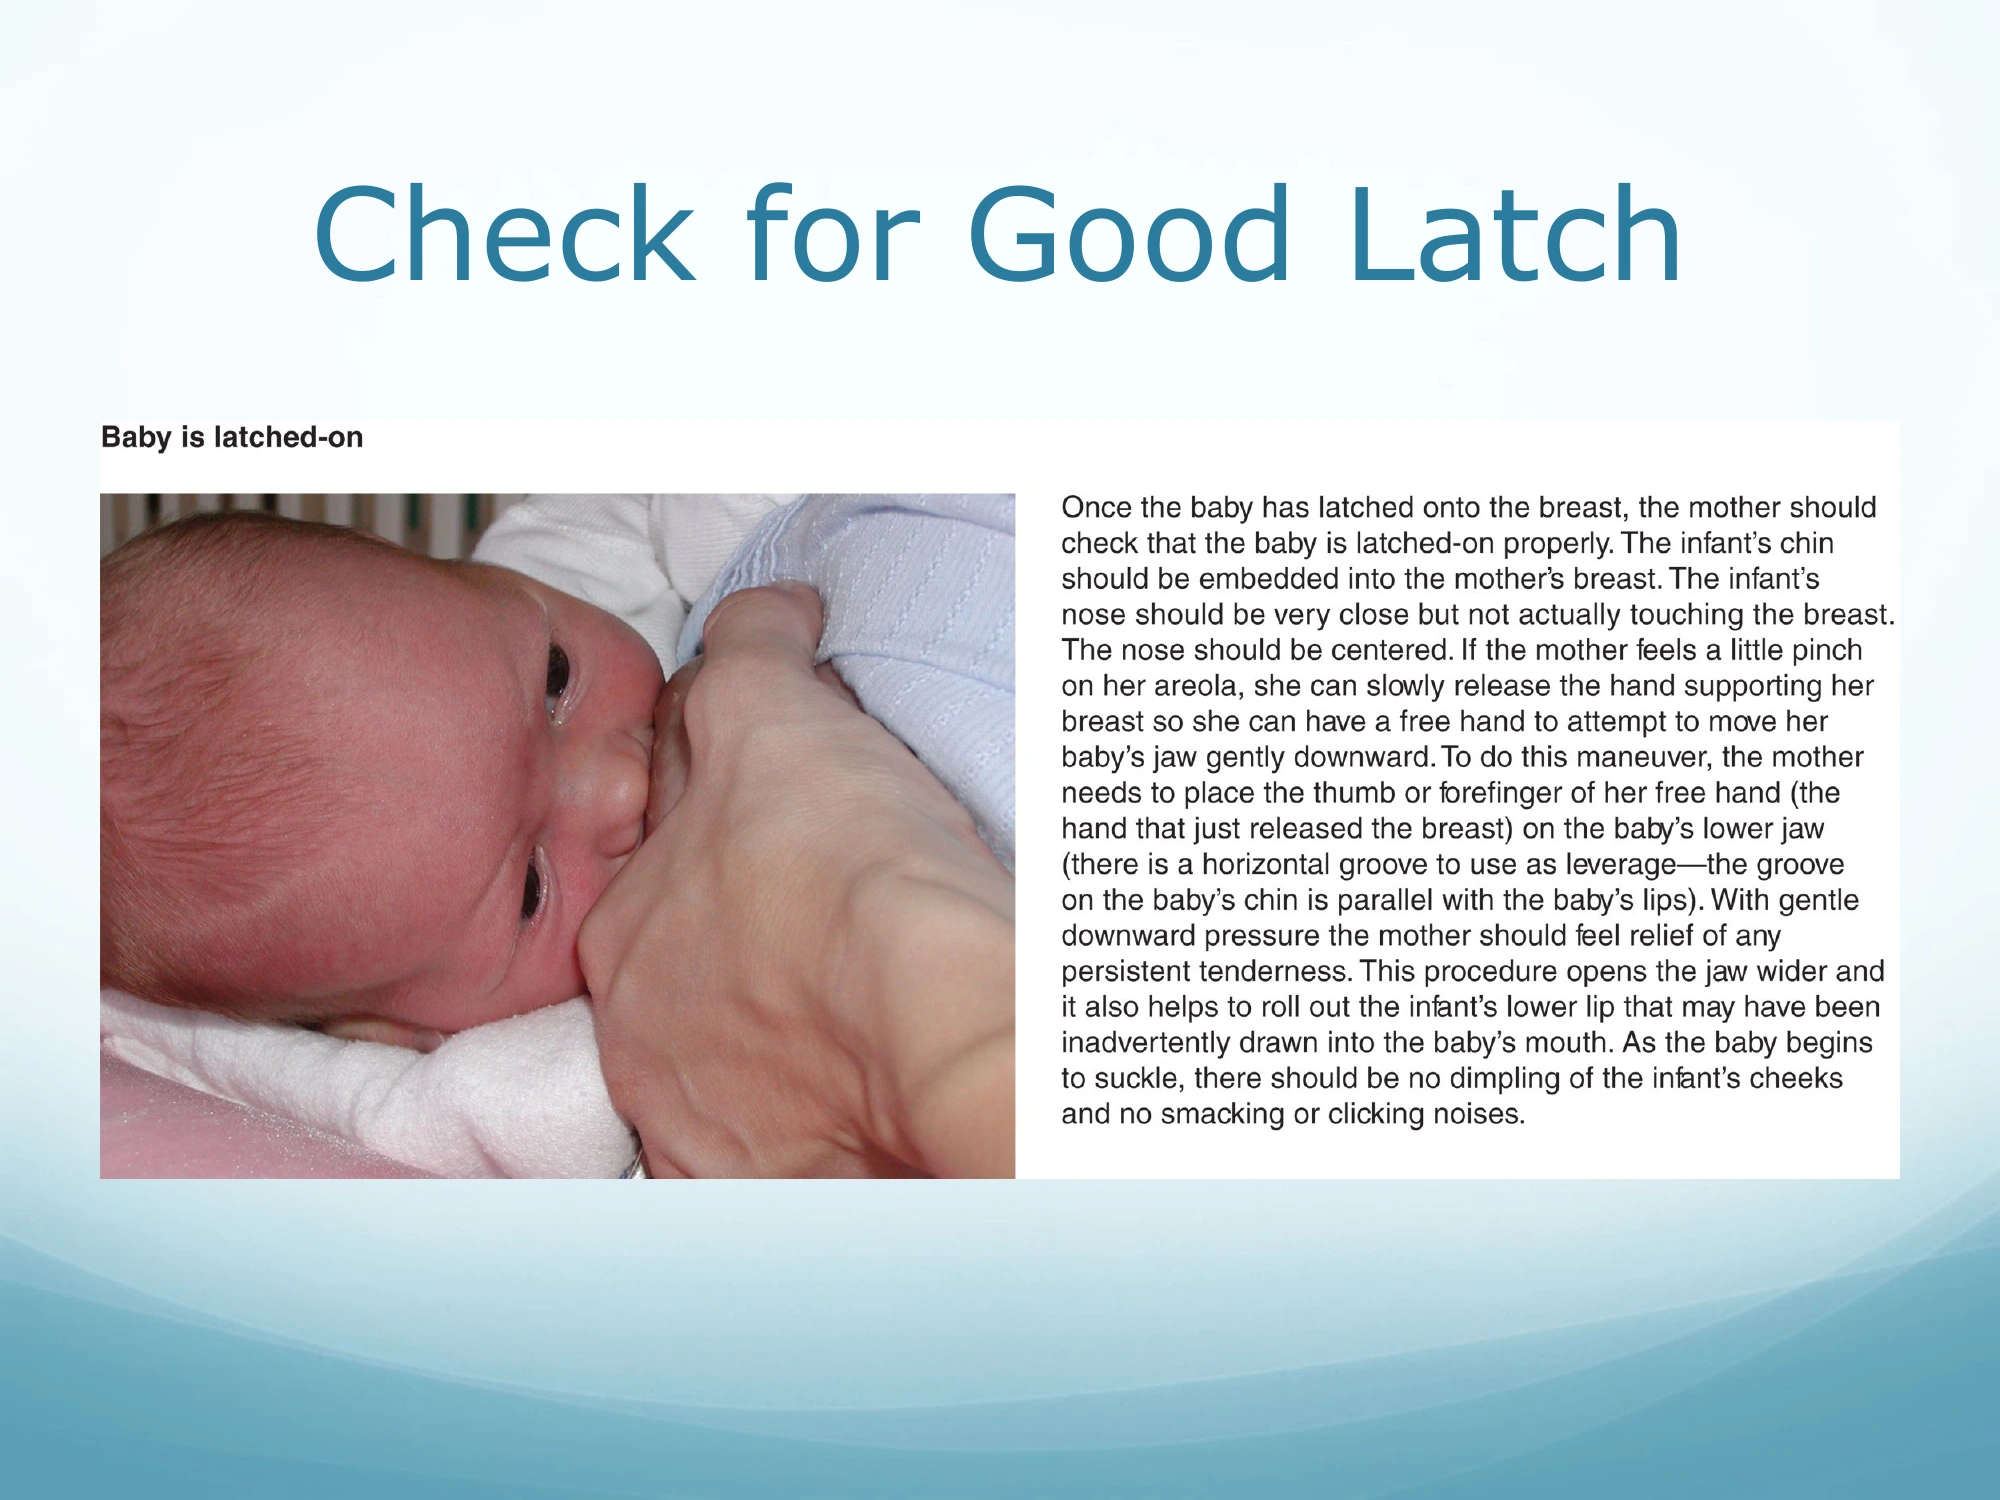 Check for Good Latch
Baby is latched-on
Once the baby has latched onto the breast, the mother should
check that the baby is latched-on properly. The infant’s chin
should be embedded into the mother’s breast. The infant’s
nose should be very close but not actually touching the breast.
The nose should be centered. If the mother feels a little pinch
on her areola, she can slowly release the hand supporting her
breast so she can have a free hand to attempt to move her
baby’s jaw gently downward. To do this maneuver, the mother
needs to place the thumb or forefinger of her free hand (the
hand that just released the breast) on the baby’s lower jaw
(there is a horizontal groove to use as leverage—the groove
on the baby’s chin is parallel with the baby’s lips). With gentle
downward pressure the mother should feel relief of any
persistent tenderness. This procedure opens the jaw wider and
it also helps to roll out the infant’s lower lip that may have been
inadvertently drawn into the baby’s mouth. As the baby begins
to suckle, there should be no dimpling of the infant’s cheeks
and no smacking or clicking noises.